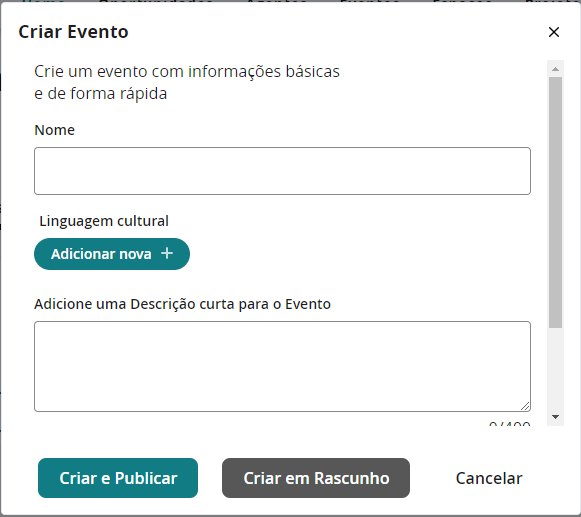 Criar Evento
Crie um evento com informações básicas
e de forma rápida
Nome
Linguagem cultural
Adicionar nova +
Adicione uma Descrição curta para o Evento
0/400
Criar e Publicar
Criar em Rascunho
Cancelar